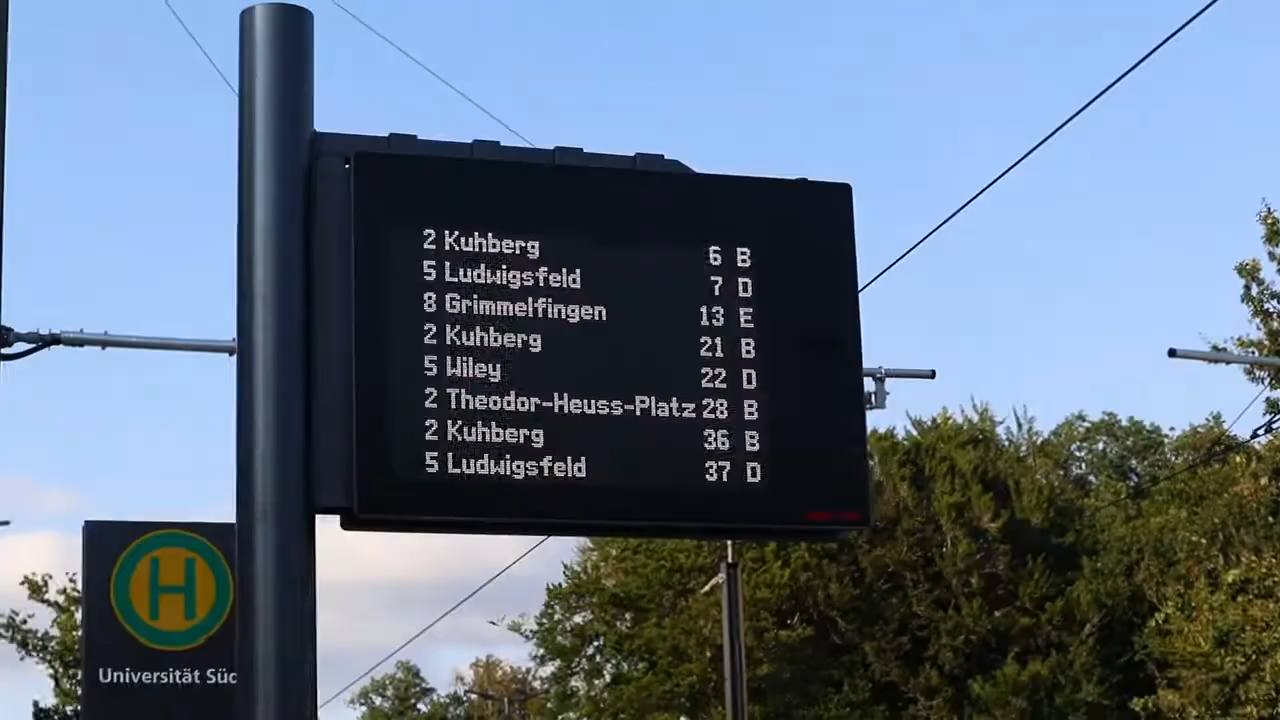 2 Kuhberg 6 B
5 Ludwigsfeld 7 D
8 Grimmelfingen 13 E
2 Kuhberg 21 B
5 Wiley 22 D
2 Theodor-Heuss-Platz 28 B
2 Kuhberg 36 B
5 Ludwigsfeld 37 D
H
Universität Süd